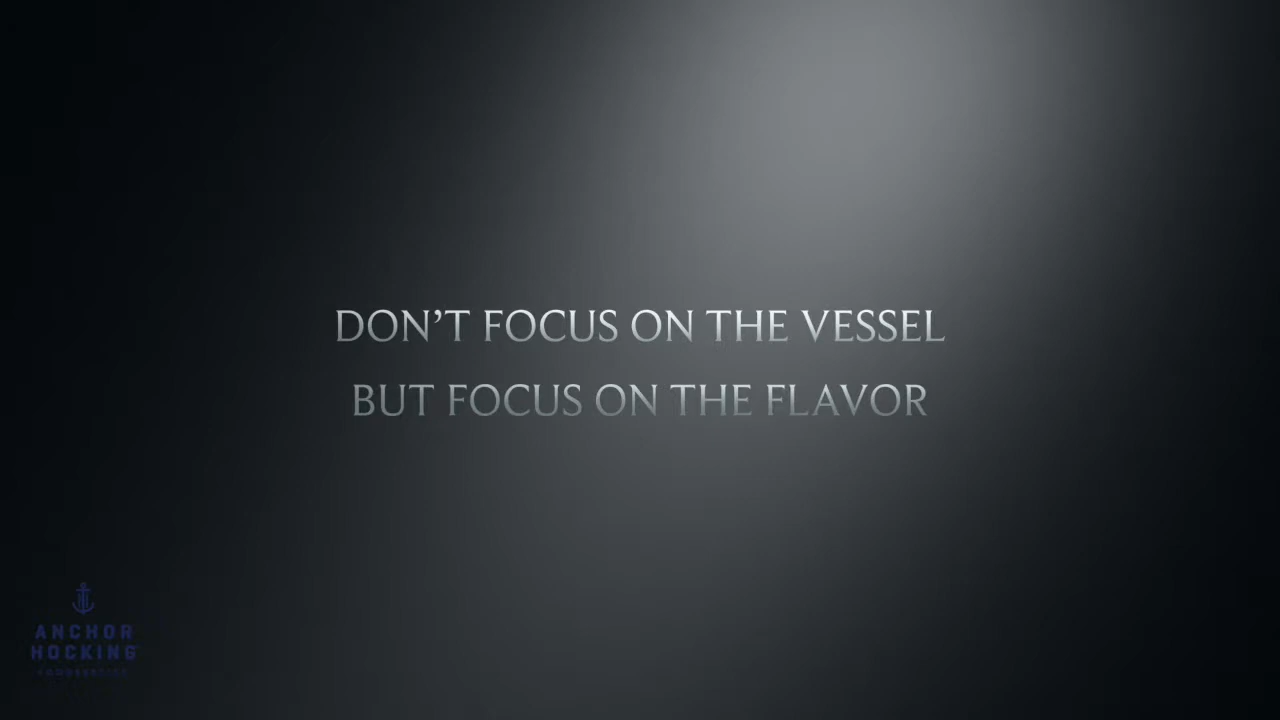 DON'T FOCUS ON THE VESSEL
BUT FOCUS ON THE FLAVOR
ANCHOR
HOCKING